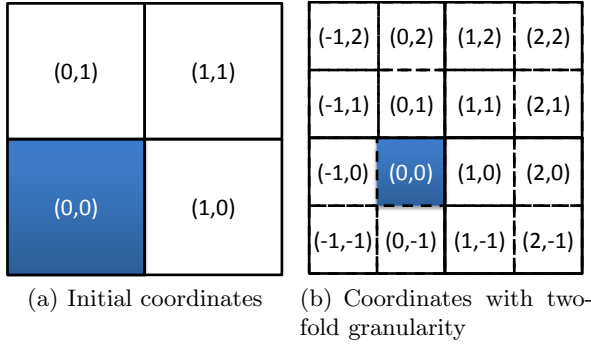 (0,1) (1,1)
(0,0) (1,0)
(a) Initial coordinates
(-1,2) (0,2) (1,2) (2,2)
(-1,1) (0,1) (1,1) (2,1)
(-1,0) (0,0) (1,0) (2,0)
(-1,-1) (0,-1) (1,-1) (2,-1)
(b) Coordinates with two-
fold granularity